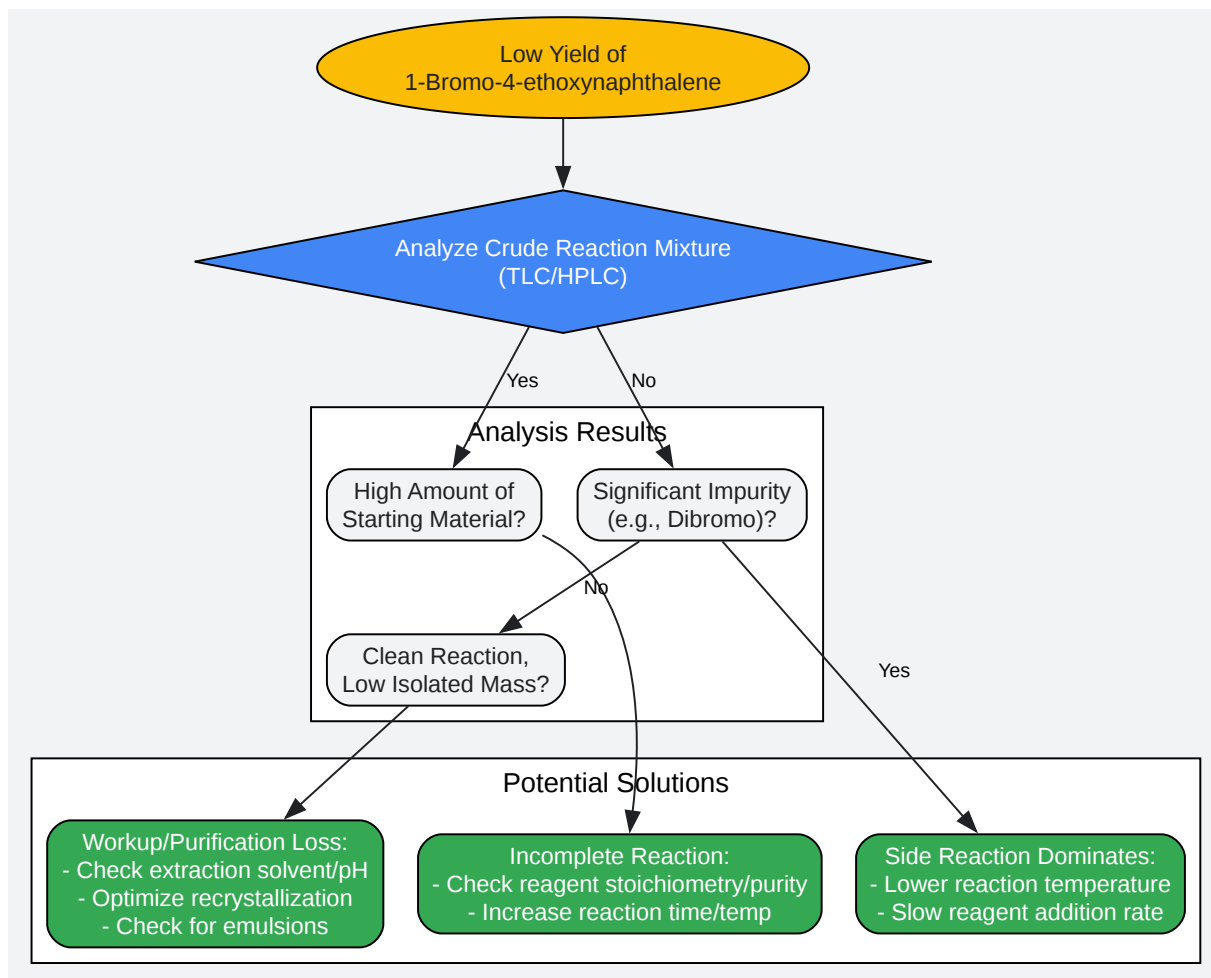 Low Yield of
1-Bromo-4-ethoxynaphthalene
Analyze Crude Reaction Mixture
(TLC/HPLC)
Yes
No
Analysis Results
High Amount of
Starting Material?
Significant Impurity
(e.g., Dibromo)?
No
Clean Reaction,
Low Isolated Mass?
Yes
Potential Solutions
Workup/Purification Loss:
- Check extraction solvent/pH
- Optimize recrystallization
- Check for emulsions
Incomplete Reaction:
- Check reagent stoichiometry/purity
- Increase reaction time/temp
Side Reaction Dominates:
- Lower reaction temperature
- Slow reagent addition rate